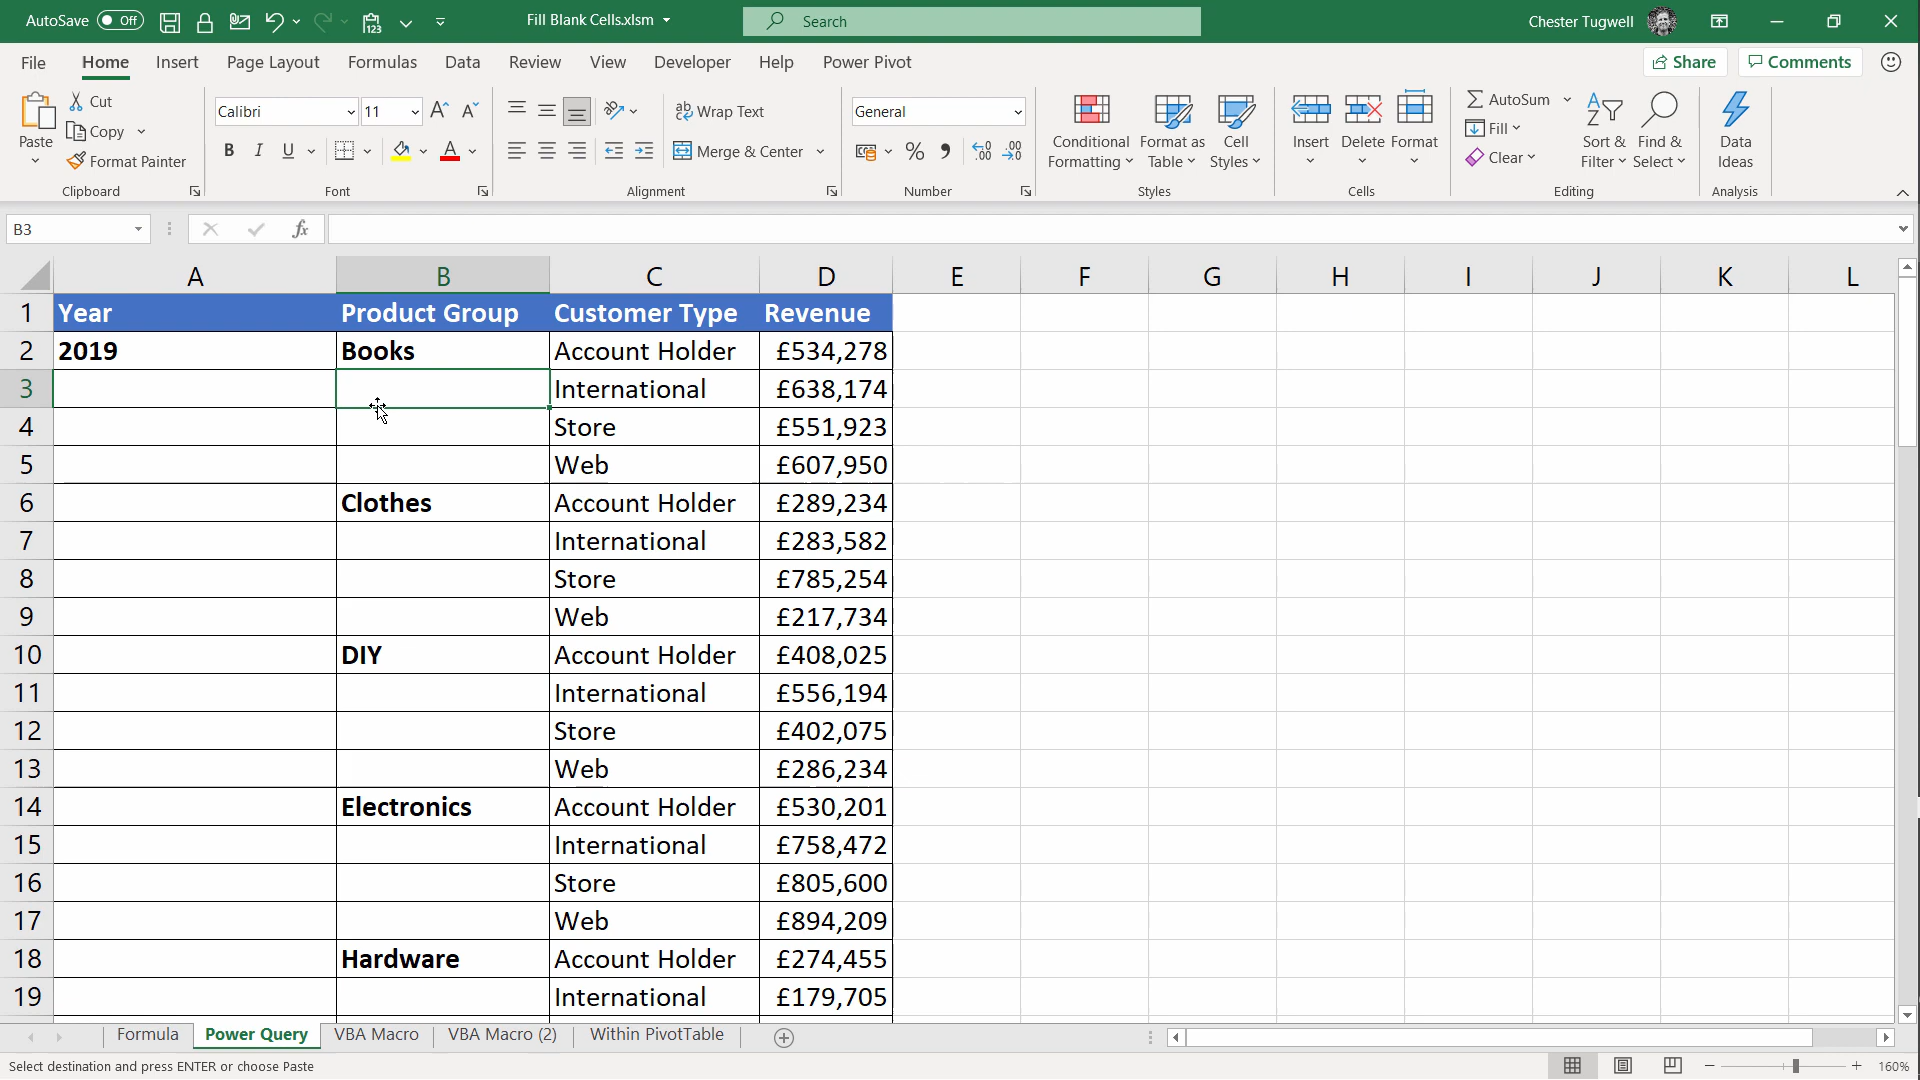 AutoSave Off Fill Blank Cells.xlsm Search Chester Tugwell
File Home Insert Page Layout Formulas Data Review View Developer Help Power Pivot Share Comments
Paste
Cut
Copy
Format Painter
Clipboard
Calibri 11
B I U
Font
Wrap Text
Merge & Center
Alignment
General
Number
Conditional Formatting
Format as Table
Cell Styles
Styles
Insert
Delete
Format
Cells
AutoSum
Fill
Clear
Sort & Filter
Find & Select
Editing
Data Ideas
Analysis
B3 fx
A B C D E F G H I J K L
1 Year Product Group Customer Type Revenue
2 2019 Books Account Holder £534,278
3 International £638,174
4 Store £551,923
5 Web £607,950
6 Clothes Account Holder £289,234
7 International £283,582
8 Store £785,254
9 Web £217,734
10 DIY Account Holder £408,025
11 International £556,194
12 Store £402,075
13 Web £286,234
14 Electronics Account Holder £530,201
15 International £758,472
16 Store £805,600
17 Web £894,209
18 Hardware Account Holder £274,455
19 International £179,705
Formula Power Query VBA Macro VBA Macro (2) Within PivotTable
Select destination and press ENTER or choose Paste 160%